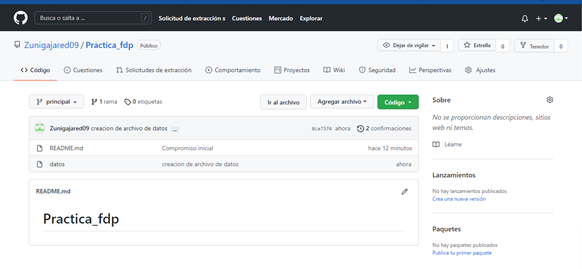 Busca o salta a ... / Solicitud de extracción s Cuestiones Mercado Explorar
Zunigajared09 / Practica_fdp Público
Dejar de vigilar 1 Estrella 0 Tenedor 0
Código Cuestiones Solicitudes de extracción Comportamiento Proyectos Wiki Seguridad Perspectivas Ajustes
principal 1 rama 0 etiquetas Ir al archivo Agregar archivo Código
Zunigajared09 creacion de archivo de datos ... 8ca7374 ahora 2 confirmaciones
README.md Compromiso inicial hace 12 minutos
datos creacion de archivo de datos ahora
README.md
Practica_fdp
Sobre
No se proporcionan descripciones, sitios
web ni temas.
Léame
Lanzamientos
No hay lanzamientos publicados
Crea una nueva versión
Paquetes
No hay paquetes publicados
Publica tu primer paquete